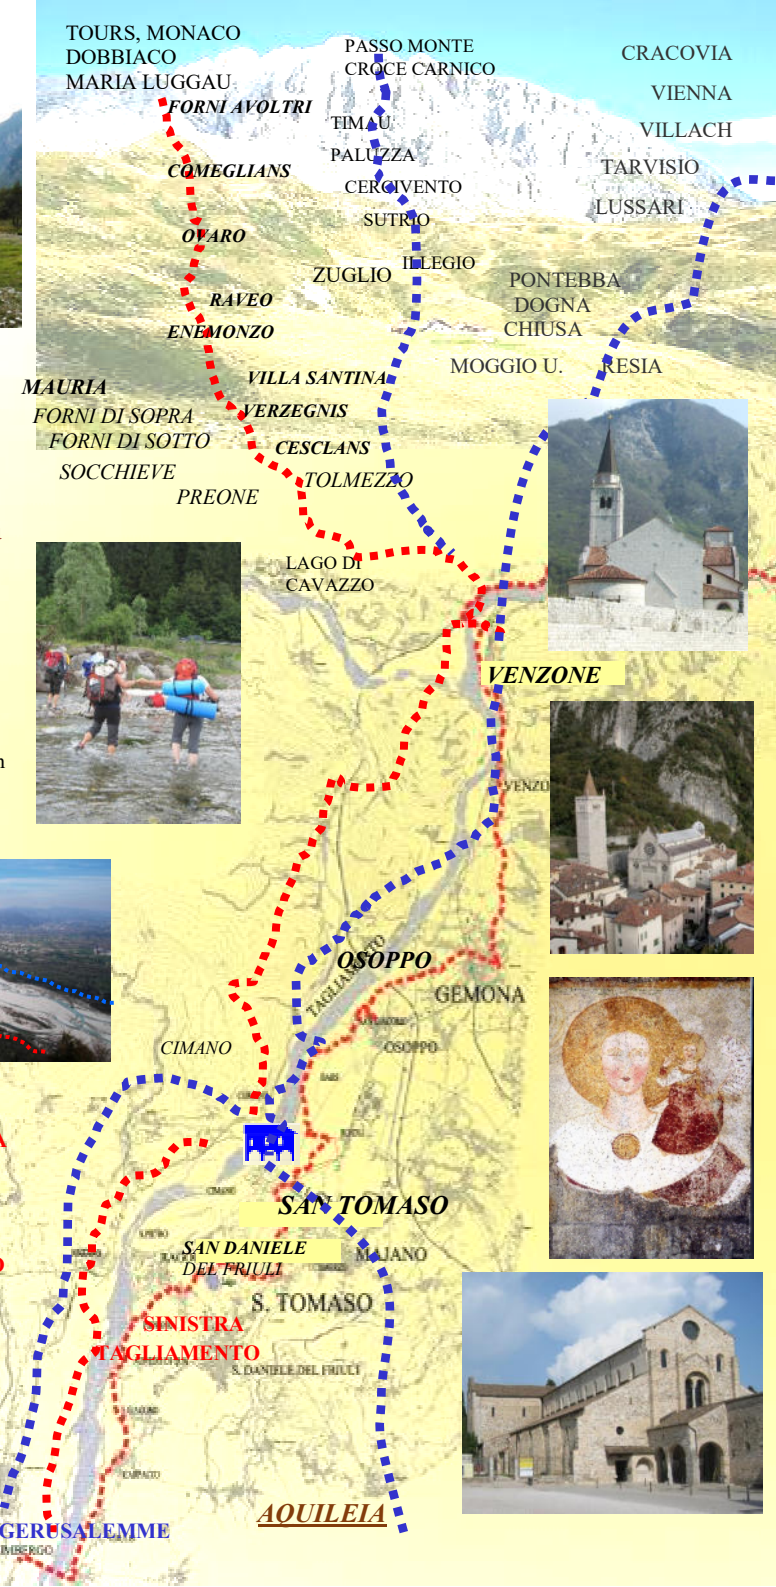 TOURS, MONACO
DOBBIACO
MARIA LUGGAU
FORNI AVOLTRI
COMEGLIANS
OVARO
RAVEO
ENEMONZO
VILLA SANTINA
VERZEGNIS
CESCLANS
PASSO MONTE
CROCE CARNICO
TIMAU
PALUZZA
CERCIVENTO
SUTRIO
ILLEGIO
ZUGLIO
CRACOVIA
VIENNA
VILLACH
TARVISIO
LUSSARI
PONTEBBA
DOGNA
CHIUSA
MOGGIO U. RESIA
MAURIA
FORNI DI SOPRA
FORNI DI SOTTO
SOCCHIEVE
PREONE
TOLMEZZO
LAGO DI
CAVAZZO
VENZONE
VENZO
OSOPPO
TAGLIAMENTO
GEMONA
OSOPPO
CIMANO
SAN TOMASO
SAN DANIELE
DEL FRIULI
MAJANO
S. TOMASO
SINISTRA
TAGLIAMENTO
S. DANIELE DEL FRIULI
AQUILEIA
GERUSALEMME